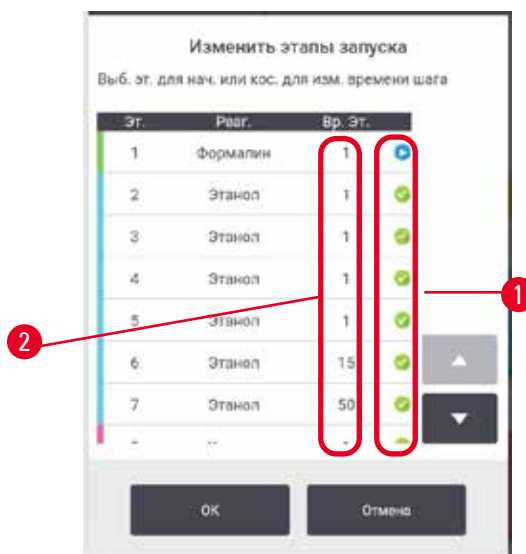 Изменить этапы запуска
Выб. эт. для нач. или кос. для изм. времени шага
Эт. Реаг. Вр. Эт.
1 Формалин 1
2 Этанол 1
3 Этанол 1
4 Этанол 1
5 Этанол 1
6 Этанол 15
7 Этанол 50
1
2
ОК Отмена